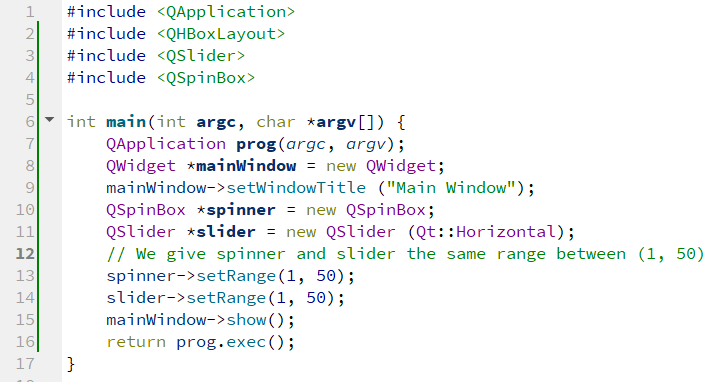 1 #include <QApplication>
2 #include <QHBoxLayout>
3 #include <QSlider>
4 #include <QSpinBox>
5
6 int main(int argc, char *argv[]) {
7 QApplication prog(argc, argv);
8 QWidget *mainWindow = new QWidget;
9 mainWindow->setWindowTitle ("Main Window");
10 QSpinBox *spinner = new QSpinBox;
11 QSlider *slider = new QSlider (Qt::Horizontal);
12 // We give spinner and slider the same range between (1, 50)
13 spinner->setRange(1, 50);
14 slider->setRange(1, 50);
15 mainWindow->show();
16 return prog.exec();
17 }